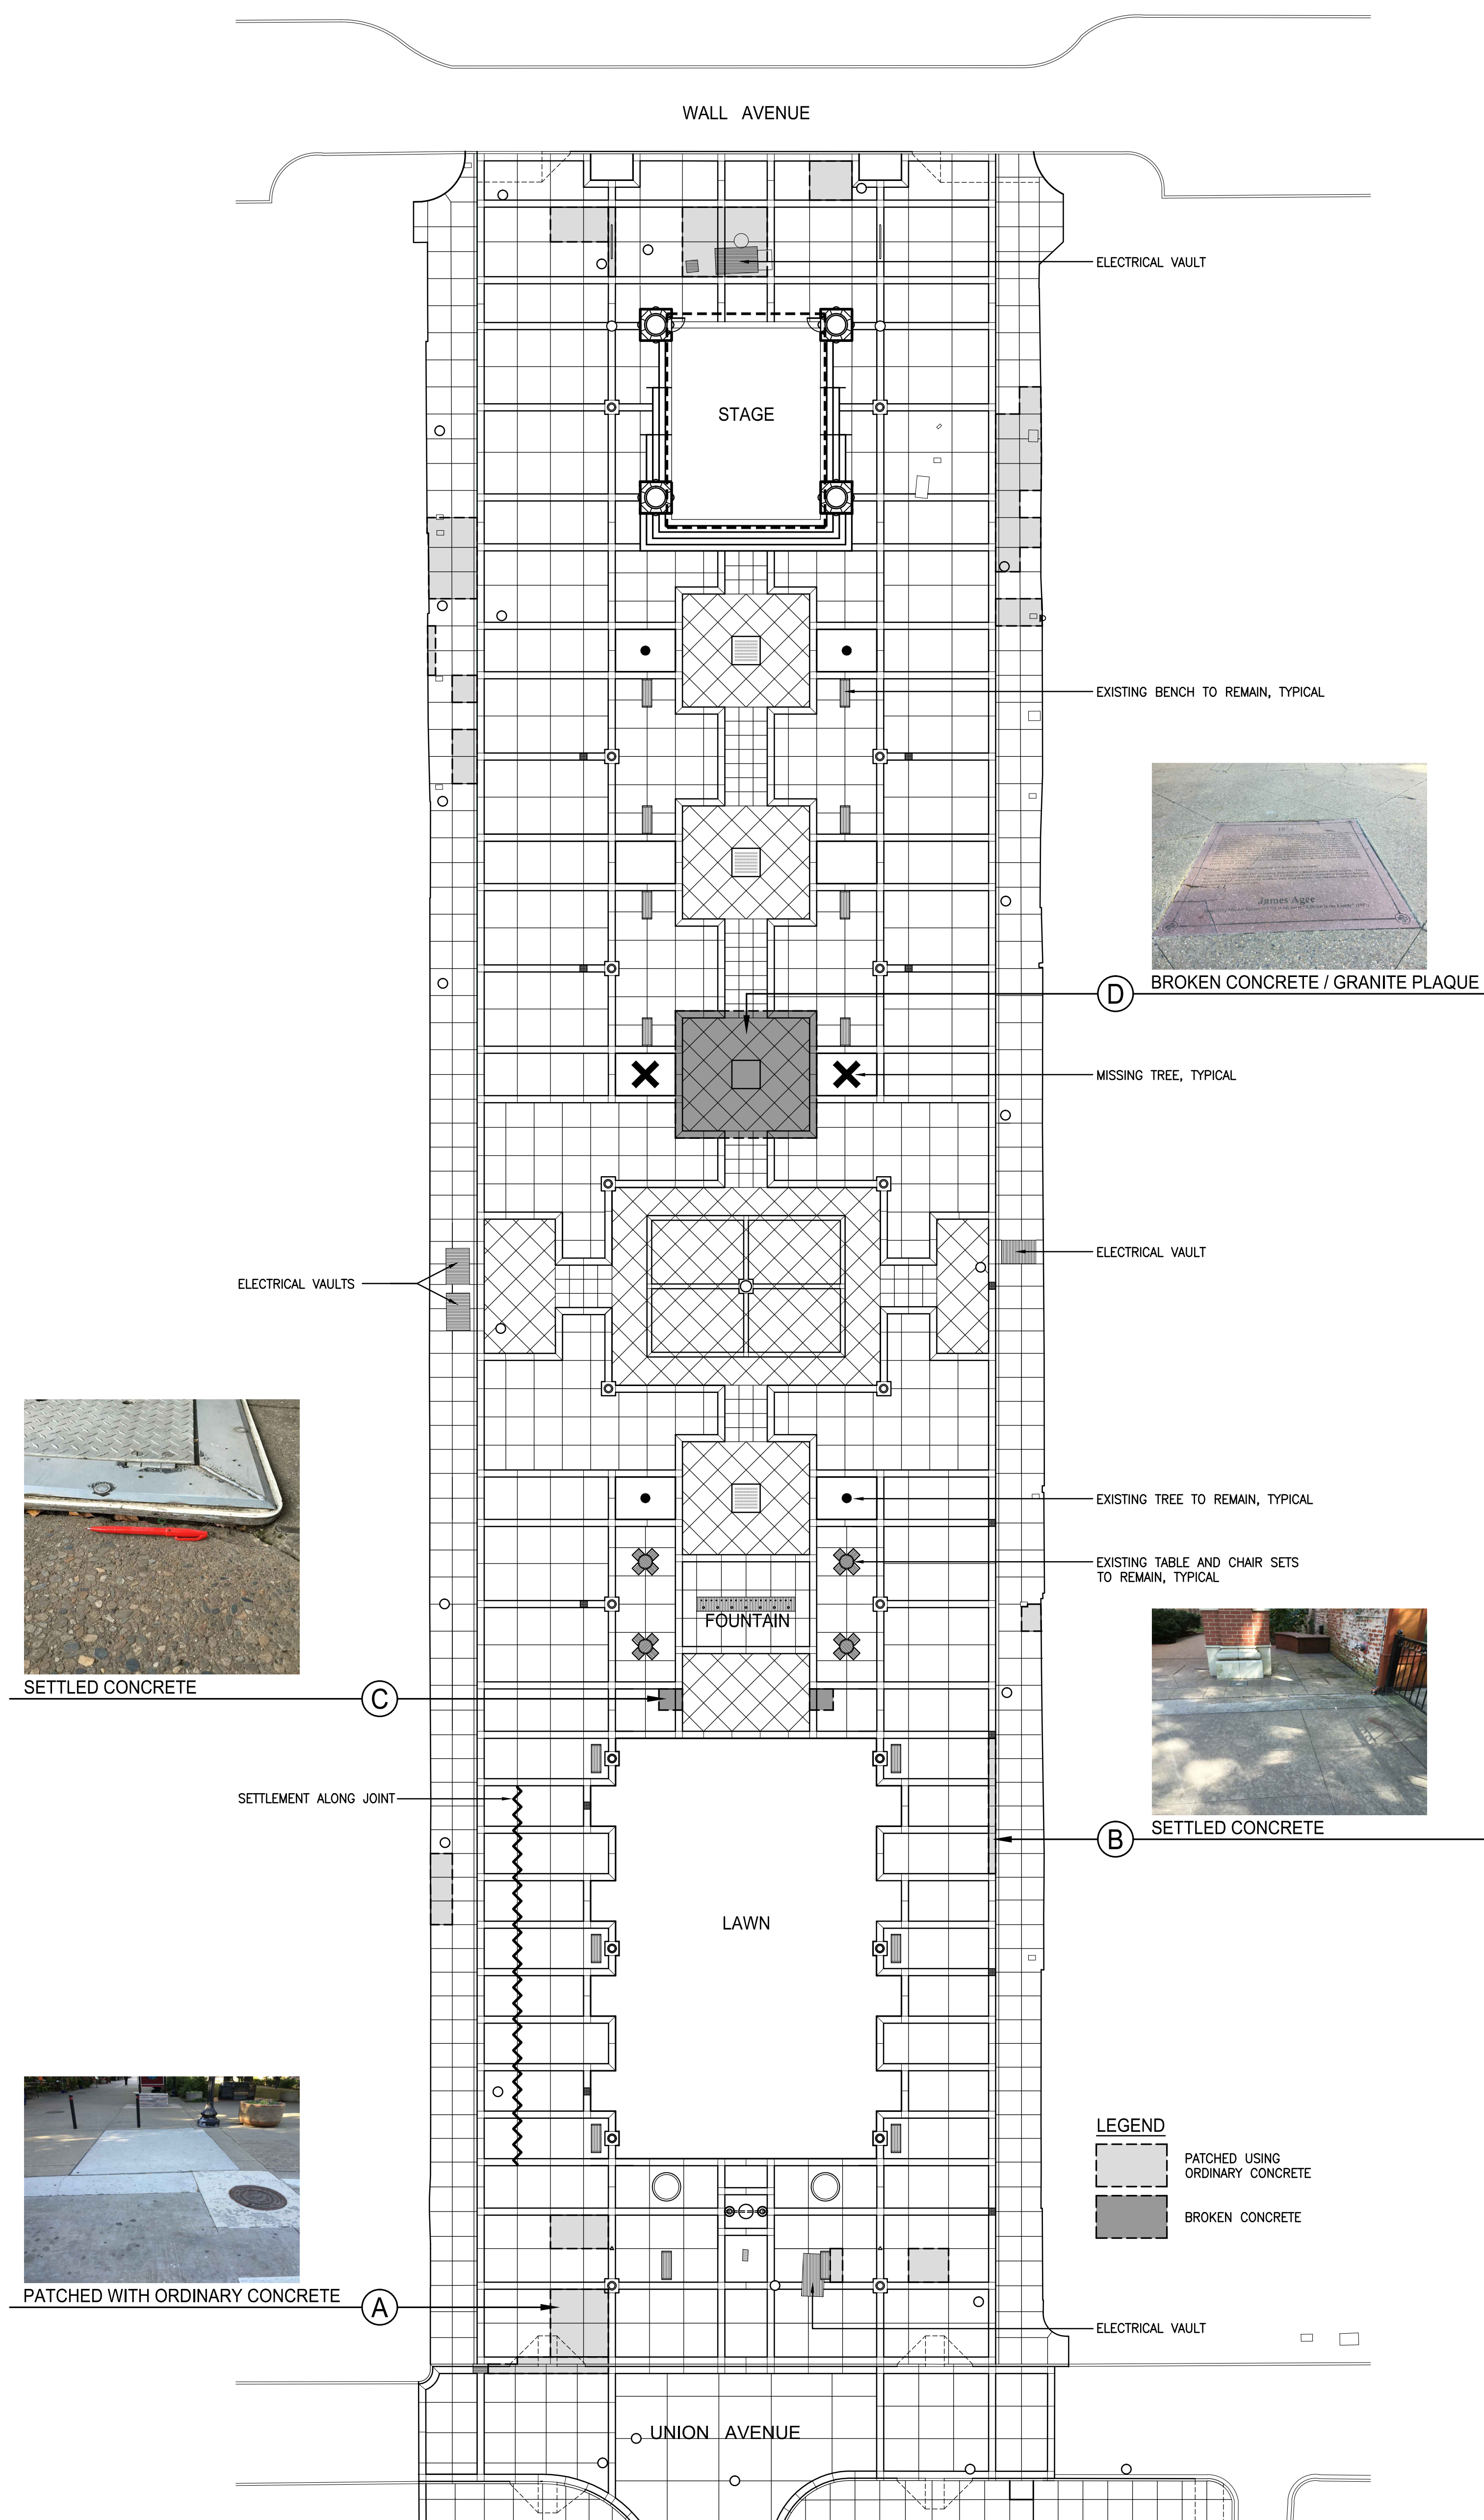 WALL AVENUE
ELECTRICAL VAULT
STAGE
EXISTING BENCH TO REMAIN, TYPICAL
James Agee
BROKEN CONCRETE / GRANITE PLAQUE
D
MISSING TREE, TYPICAL
ELECTRICAL VAULT
ELECTRICAL VAULTS
EXISTING TREE TO REMAIN, TYPICAL
EXISTING TABLE AND CHAIR SETS
TO REMAIN, TYPICAL
FOUNTAIN
SETTLED CONCRETE
C
SETTLEMENT ALONG JOINT
SETTLED CONCRETE
B
LAWN
LEGEND
PATCHED USING
ORDINARY CONCRETE
BROKEN CONCRETE
PATCHED WITH ORDINARY CONCRETE
A
ELECTRICAL VAULT
UNION AVENUE